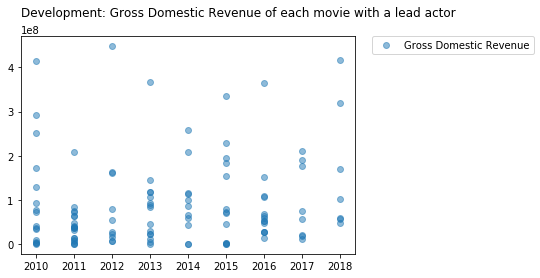 Development: Gross Domestic Revenue of each movie with a lead actor
1e8
Gross Domestic Revenue
4
3
2
1
0
2010 2011 2012 2013 2014 2015 2016 2017 2018